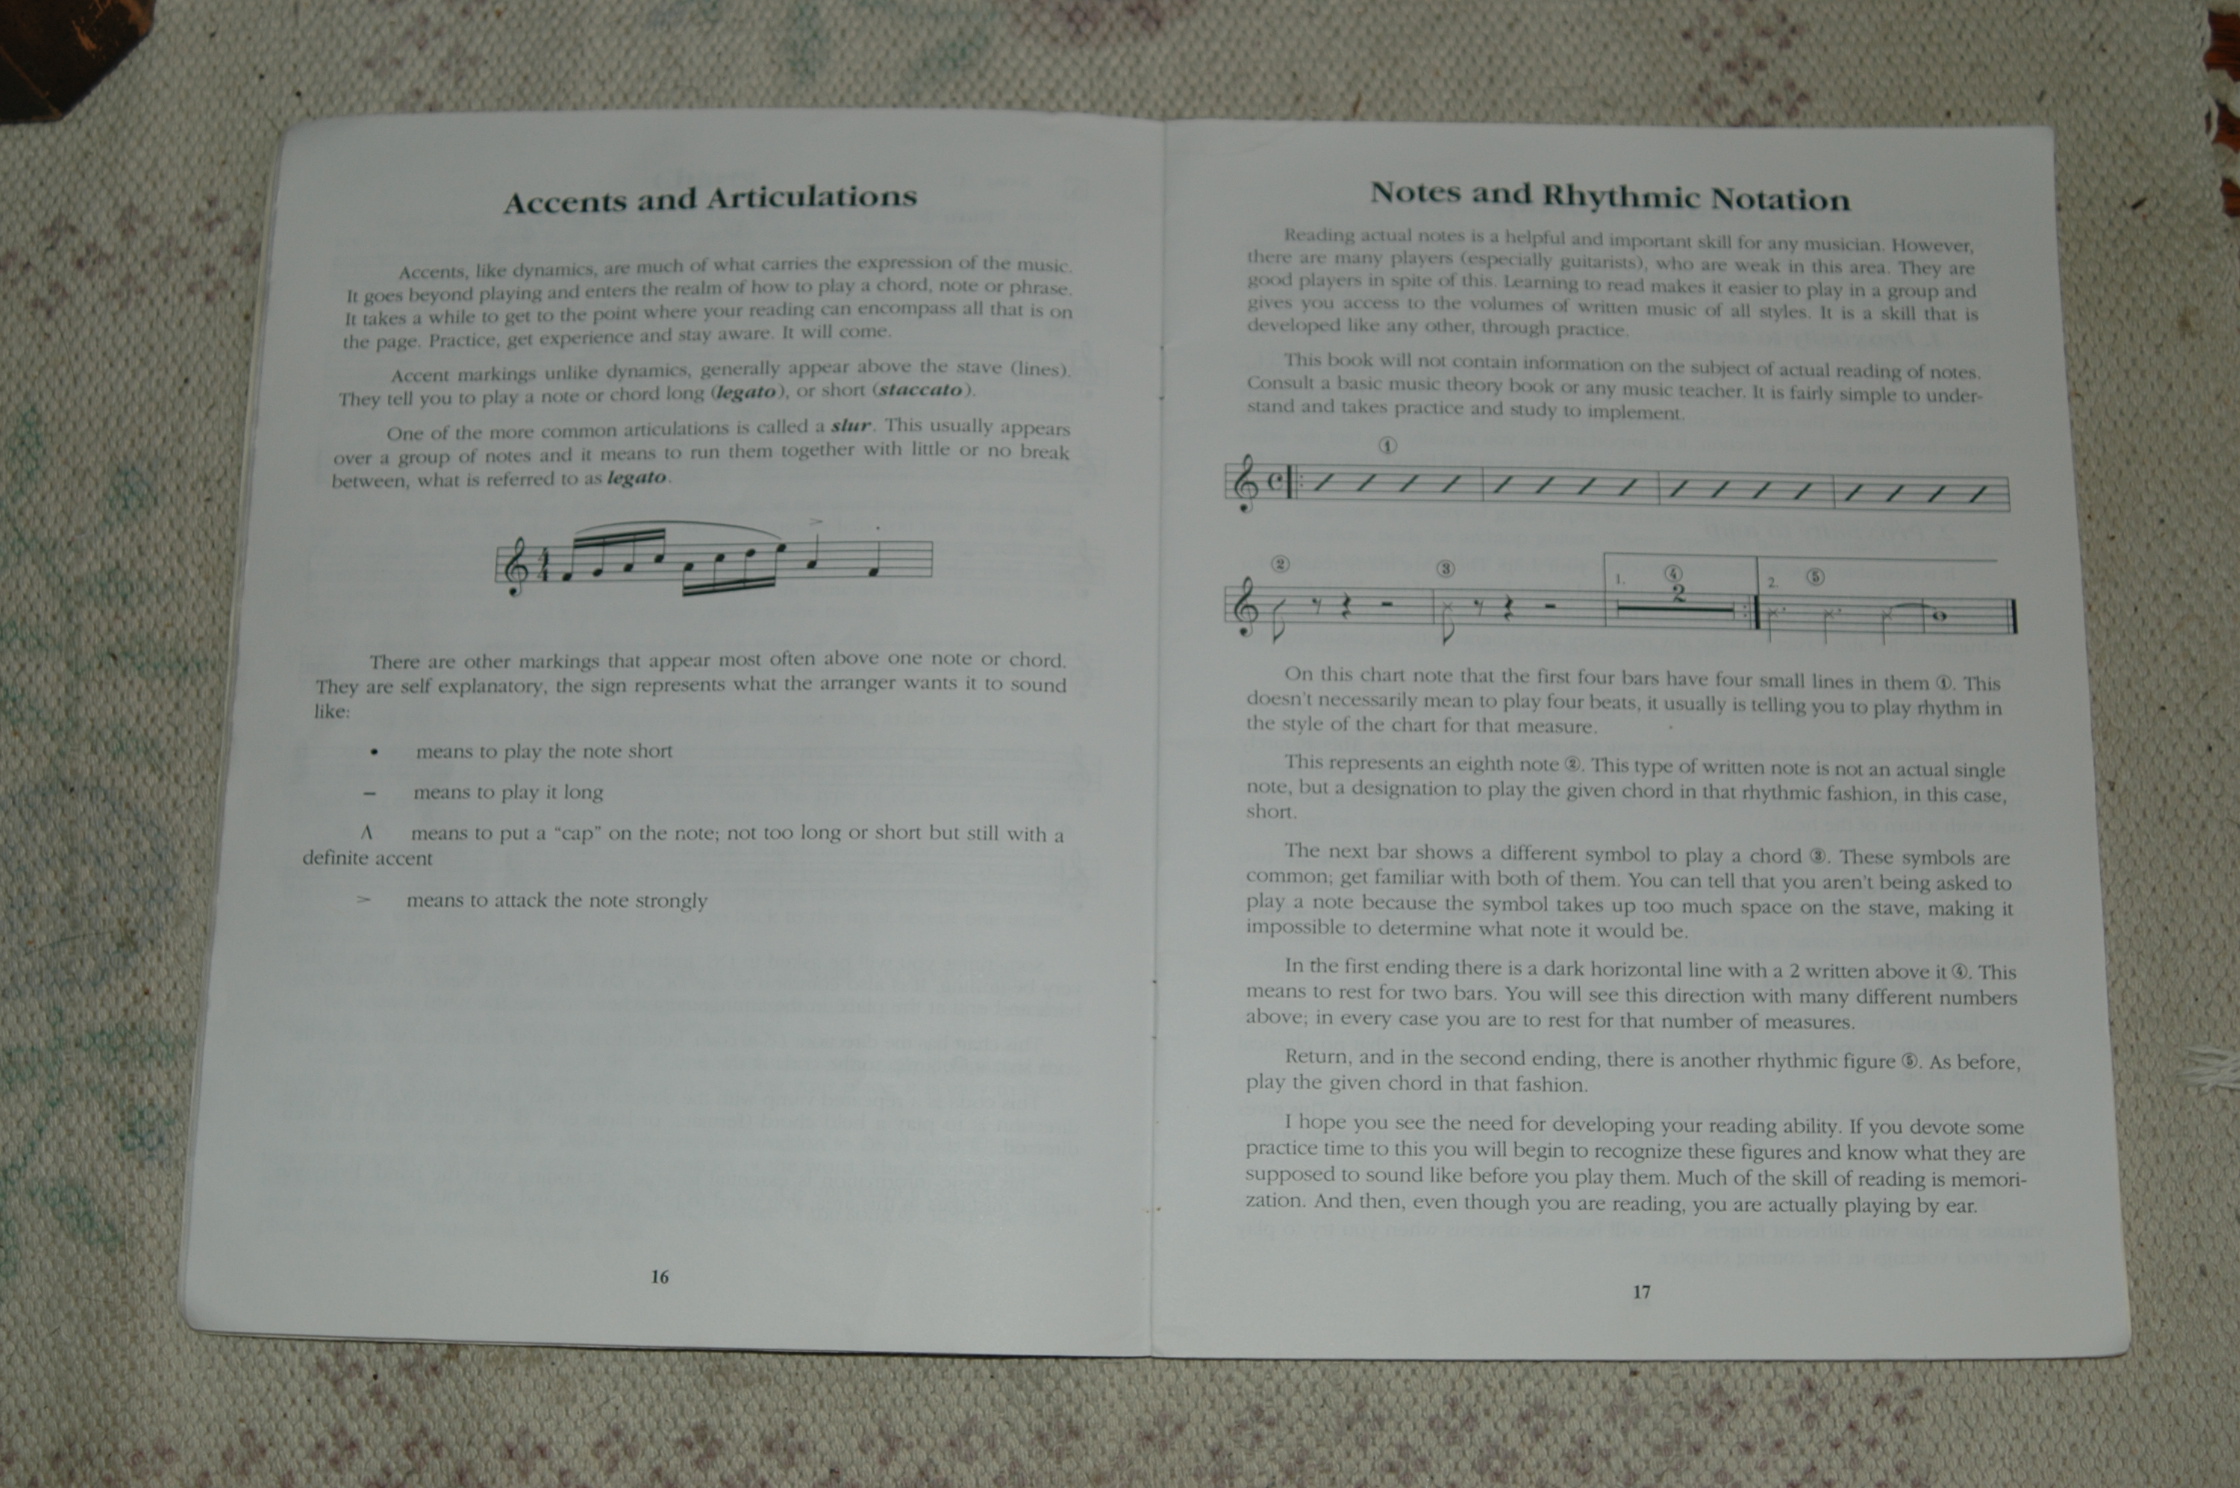 Accents and Articulations
Accents, like dynamics, are much of what carries the expression of the music.
It goes beyond playing and enters the realm of how to play a chord, note or phrase.
It takes a while to get to the point where your reading can encompass all that is on
the page. Practice, get experience and stay aware. It will come.
Accent markings unlike dynamics, generally appear above the stave (lines).
They tell you to play a note or chord long (legato), or short (staccato).
One of the more common articulations is called a slur. This usually appears
over a group of notes and it means to run them together with little or no break
between, what is referred to as legato.
There are other markings that appear most often above one note or chord.
They are self explanatory, the sign represents what the arranger wants it to sound
like:
• means to play the note short
– means to play it long
Λ means to put a "cap" on the note; not too long or short but still with a
definite accent
> means to attack the note strongly
16
Notes and Rhythmic Notation
Reading actual notes is a helpful and important skill for any musician. However,
there are many players (especially guitarists), who are weak in this area. They are
good players in spite of this. Learning to read makes it easier to play in a group and
gives you access to the volumes of written music of all styles. It is a skill that is
developed like any other, through practice.
This book will not contain information on the subject of actual reading of notes.
Consult a basic music theory book or any music teacher. It is fairly simple to under-
stand and takes practice and study to implement.
①
② ③ 1. ④ 2 2. ⑤
On this chart note that the first four bars have four small lines in them ①. This
doesn't necessarily mean to play four beats, it usually is telling you to play rhythm in
the style of the chart for that measure.
This represents an eighth note ②. This type of written note is not an actual single
note, but a designation to play the given chord in that rhythmic fashion, in this case,
short.
The next bar shows a different symbol to play a chord ③. These symbols are
common; get familiar with both of them. You can tell that you aren't being asked to
play a note because the symbol takes up too much space on the stave, making it
impossible to determine what note it would be.
In the first ending there is a dark horizontal line with a 2 written above it ④. This
means to rest for two bars. You will see this direction with many different numbers
above; in every case you are to rest for that number of measures.
Return, and in the second ending, there is another rhythmic figure ⑤. As before,
play the given chord in that fashion.
I hope you see the need for developing your reading ability. If you devote some
practice time to this you will begin to recognize these figures and know what they are
supposed to sound like before you play them. Much of the skill of reading is memori-
zation. And then, even though you are reading, you are actually playing by ear.
17